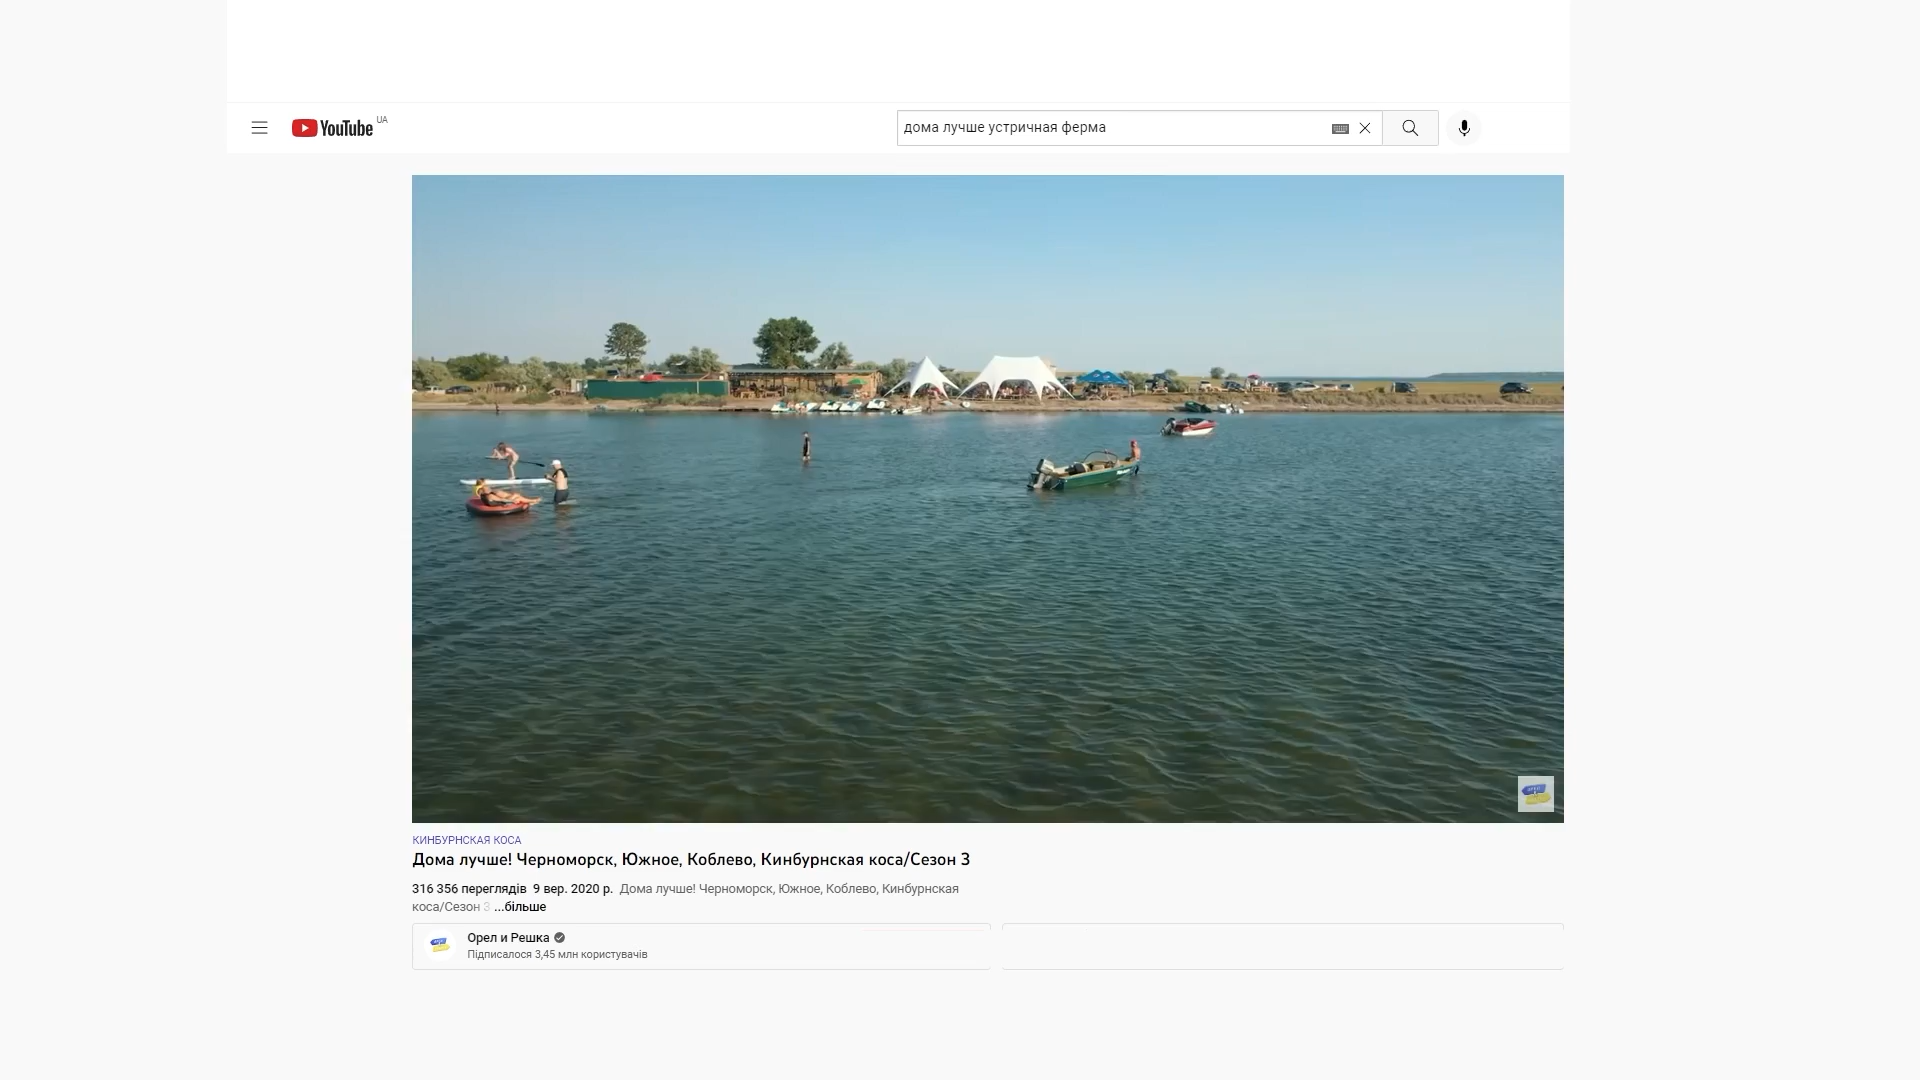 YouTube UA
дома лучше устричная ферма
КИНБУРНСКАЯ КОСА
Дома лучше! Черноморск, Южное, Коблево, Кинбурнская коса/Сезон 3
316 356 переглядів 9 вер. 2020 р. Дома лучше! Черноморск, Южное, Коблево, Кинбурнская
коса/Сезон 3 ...більше
Орел и Решка
Підписалося 3,45 млн користувачів